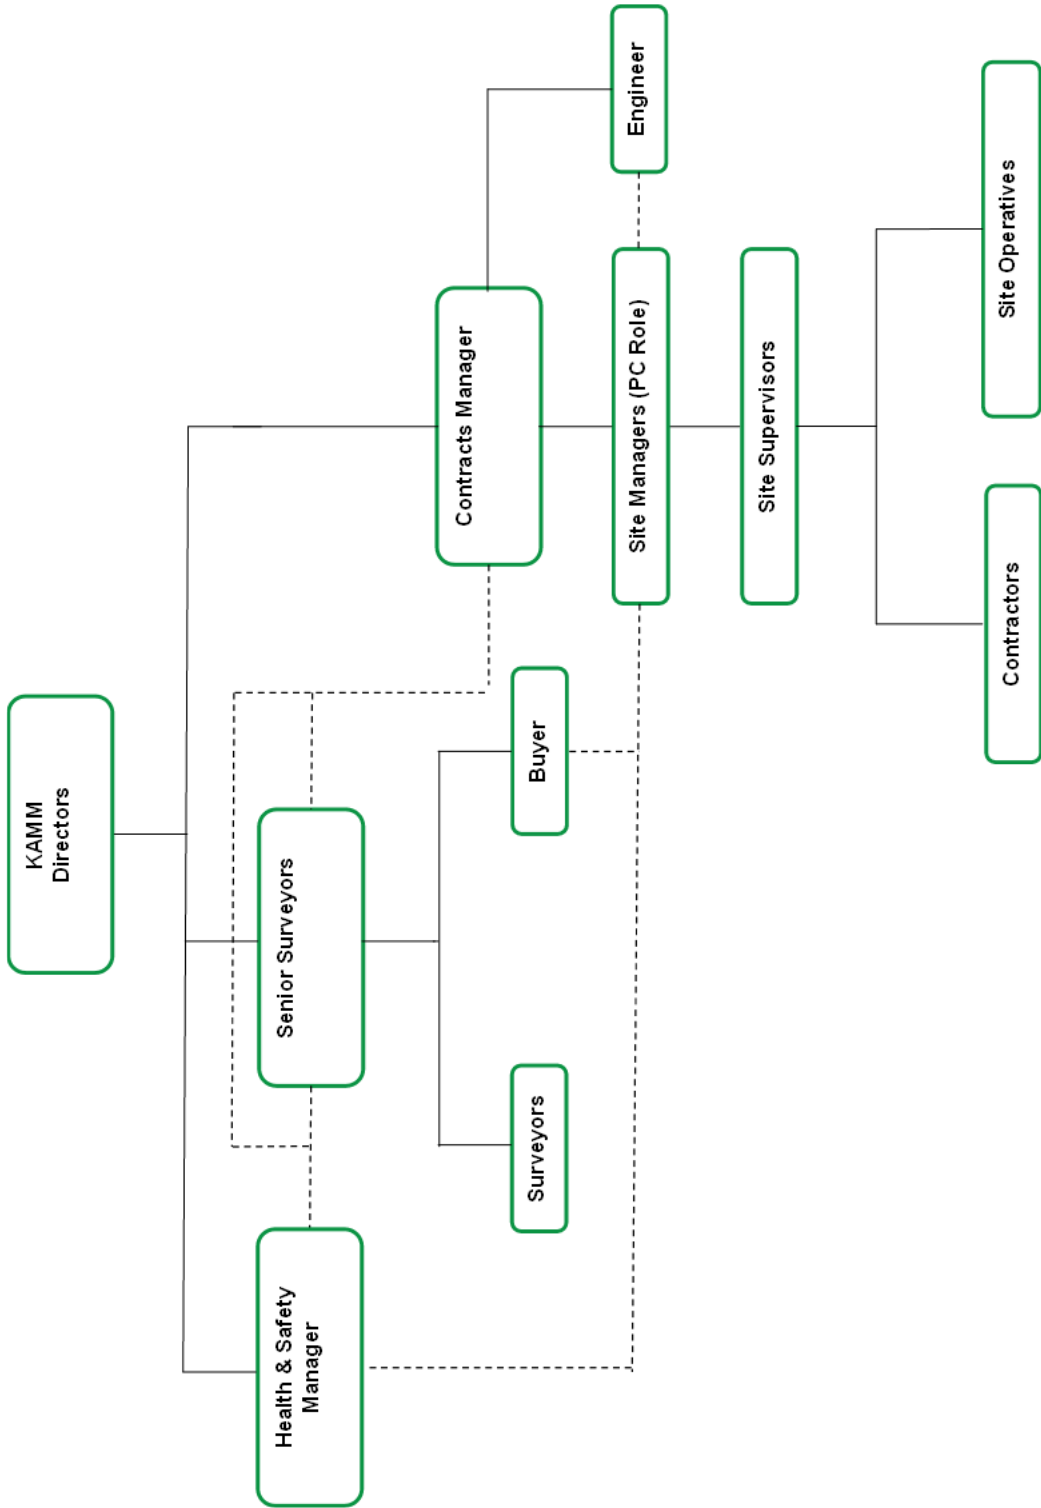 KAMM
Directors
Health & Safety
Manager
Senior Surveyors
Contracts Manager
Surveyors
Buyer
Site Managers (PC Role)
Engineer
Site Supervisors
Contractors
Site Operatives